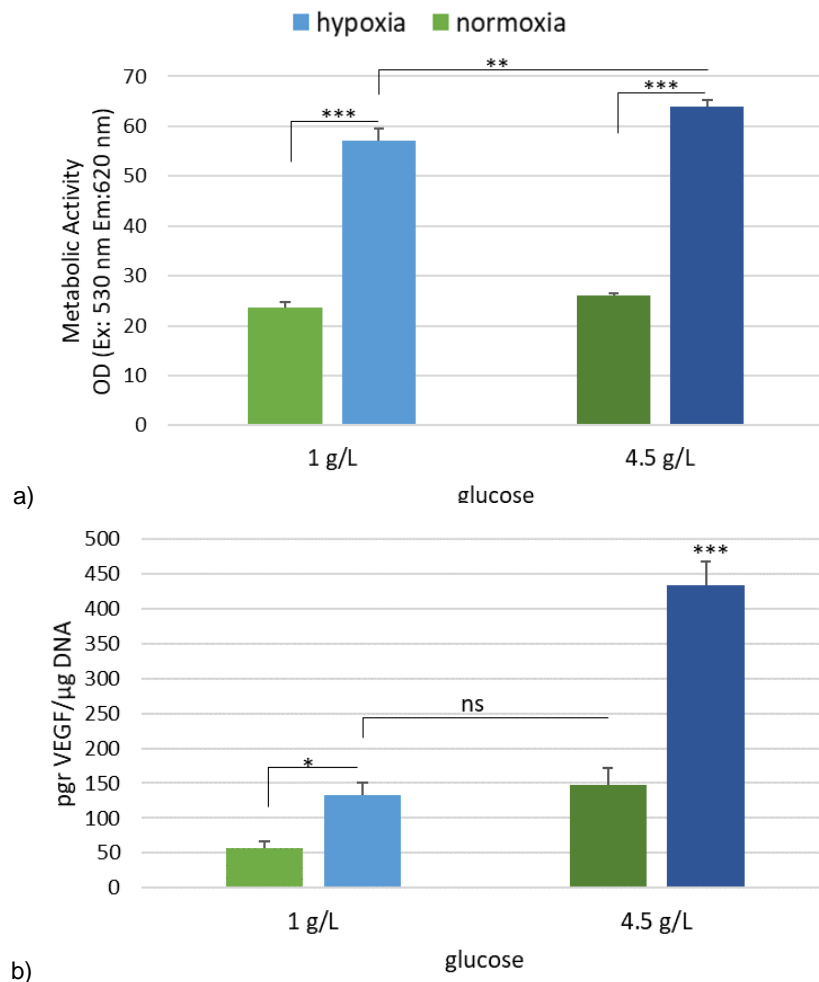 hypoxia normoxia
**
70
***
***
60
50
40
30
20
10
0
Metabolic Activity
OD (Ex: 530 nm Em:620 nm)
1 g/L 4.5 g/L
a)
glucose
500
***
450
400
350
300
250
ns
200
*
150
100
50
0
pgr VEGF/µg DNA
1 g/L 4.5 g/L
glucose
b)